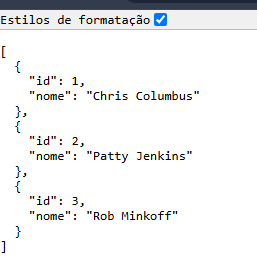 Estilos de formatação
[
  {
    "id": 1,
    "nome": "Chris Columbus"
  },
  {
    "id": 2,
    "nome": "Patty Jenkins"
  },
  {
    "id": 3,
    "nome": "Rob Minkoff"
  }
]